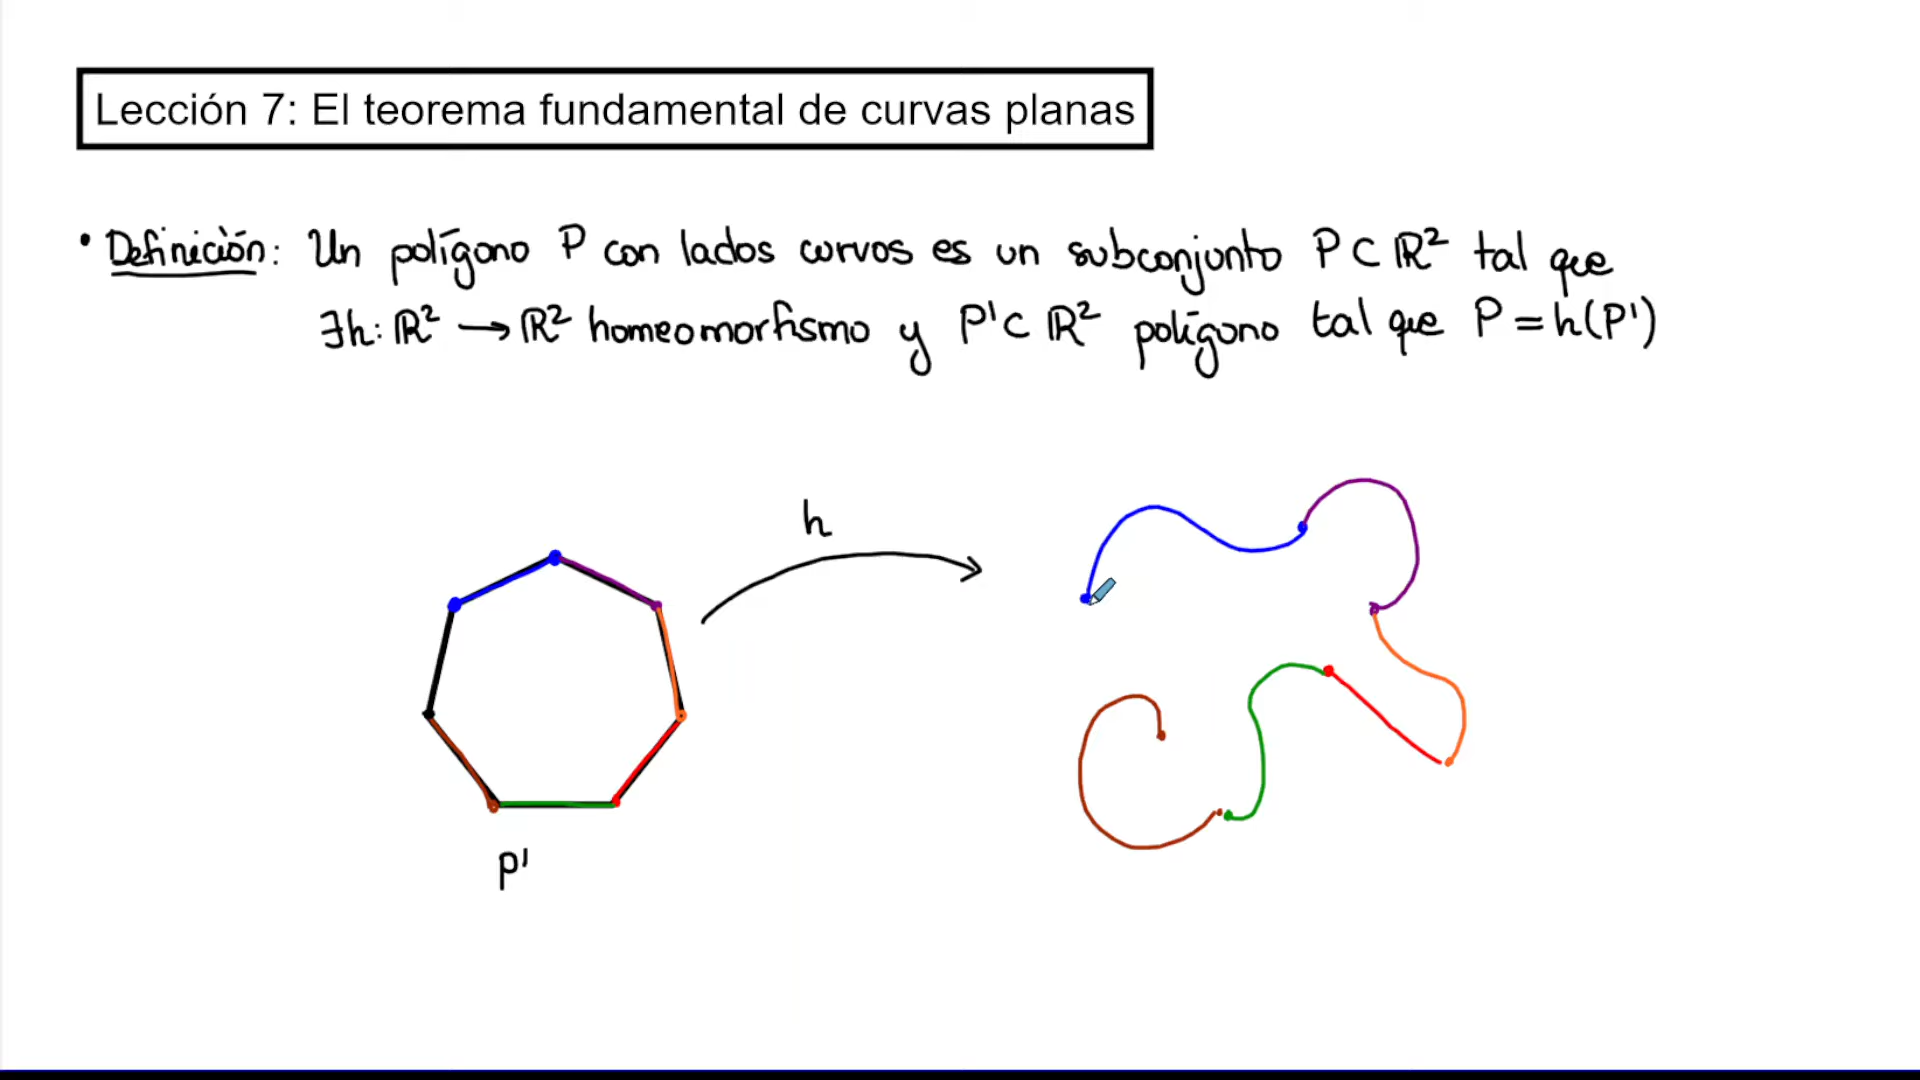 Lección 7: El teorema fundamental de curvas planas
• Definición: Un polígono P con lados curvos es un subconjunto P ⊂ ℝ² tal que
∃h: ℝ² → ℝ² homeomorfismo y P' ⊂ ℝ² polígono tal que P = h(P')
h
P'